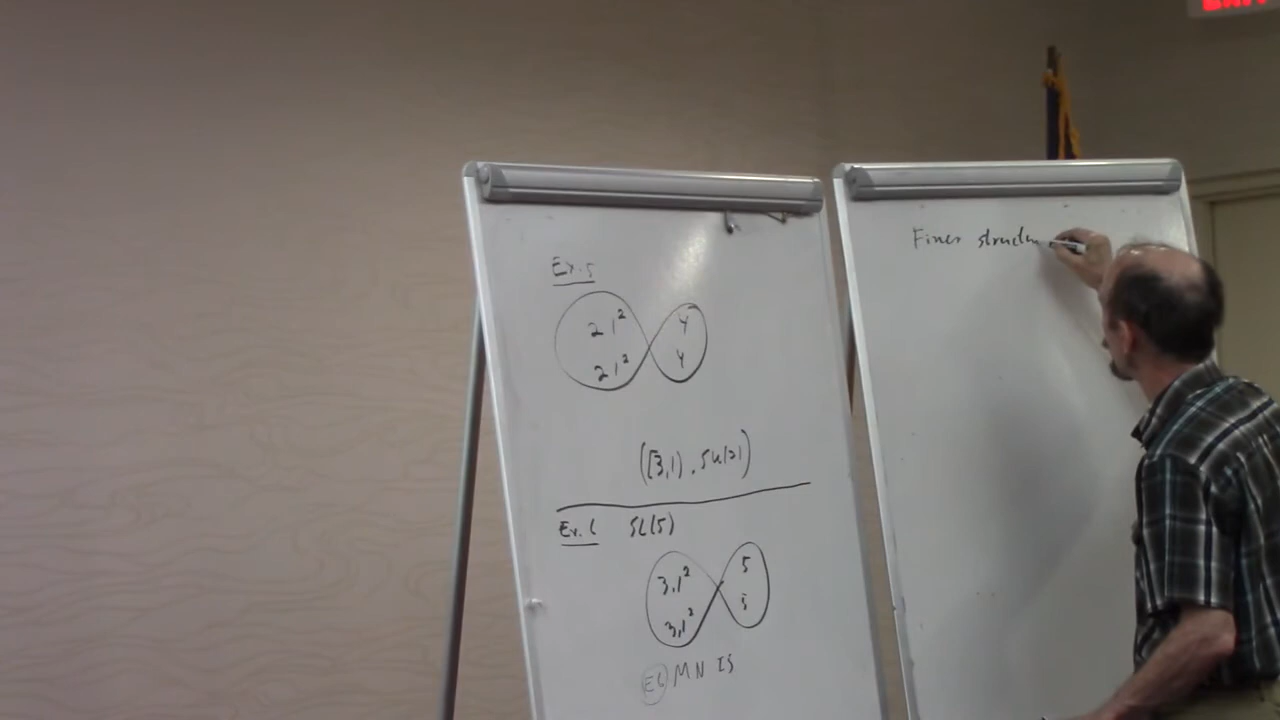 Ex. 5
2 1² 4
2 1² 4
([3,1), SU(2))
Ex. 6 SL(5)
3,1² 5
3,1² 5
E6 MN IS
Finer structu